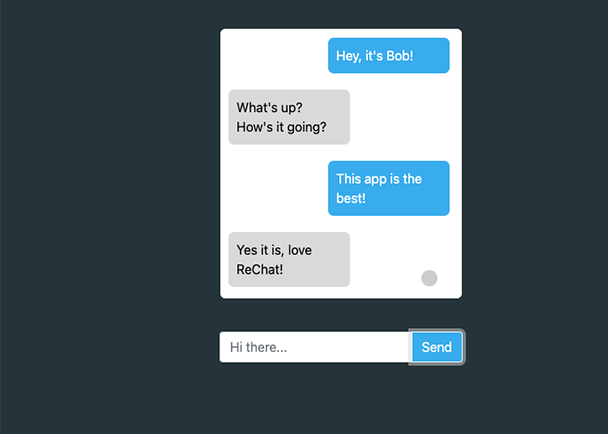 Hey, it's Bob!
What's up?
How's it going?
This app is the
best!
Yes it is, love
ReChat!
Hi there...
Send